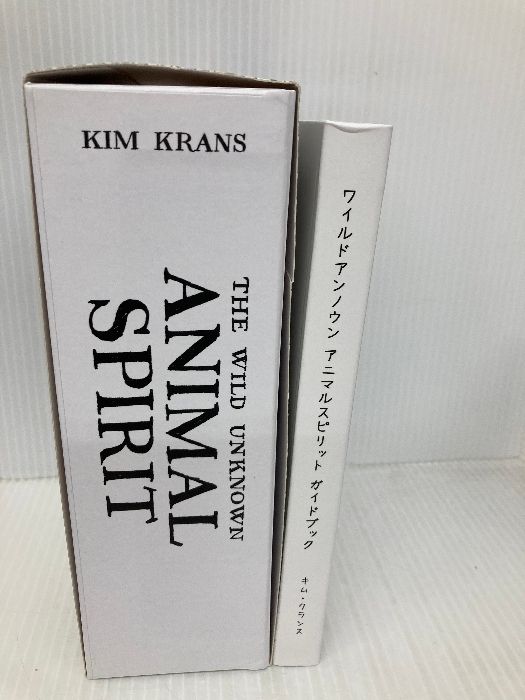 KIM KRANS
THE WILD UNKNOWN
ANIMAL
SPIRIT
ワイルドアンノウン アニマルスピリット ガイドブック
キム・クランス